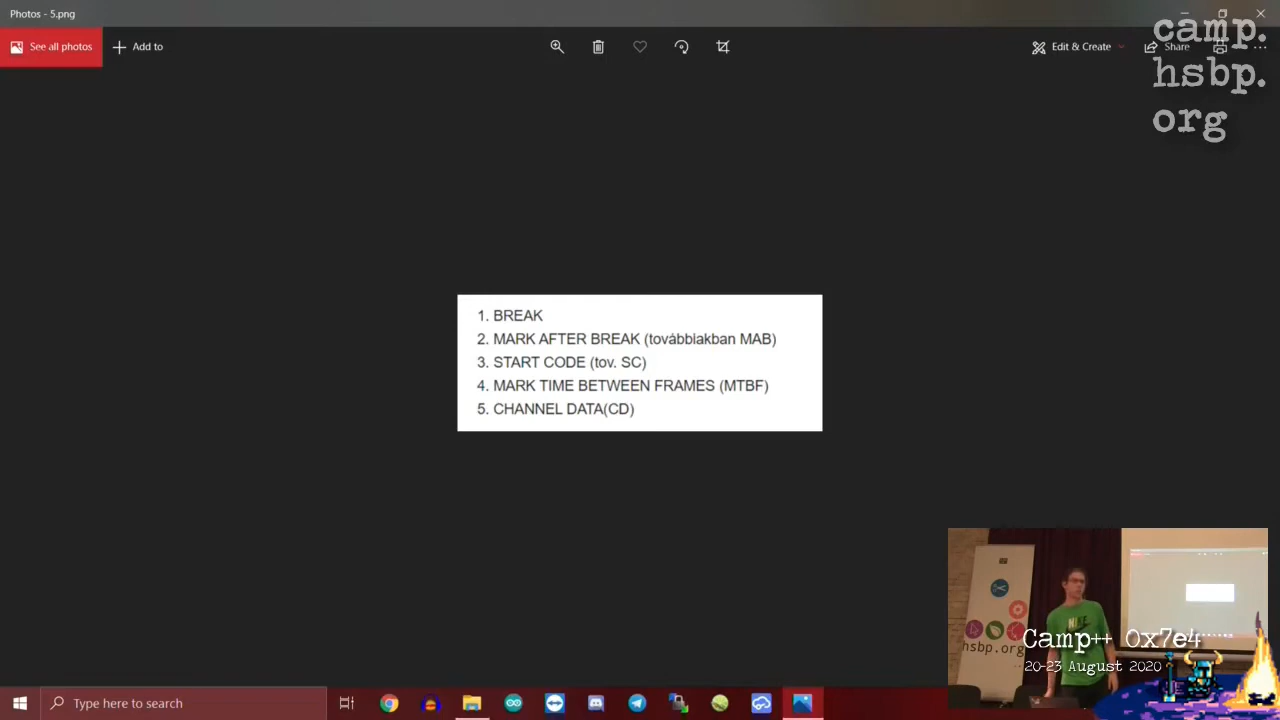 Photos - 5.png
See all photos
Add to
Edit & Create
Share
camp.
hsbp.
org
1. BREAK
2. MARK AFTER BREAK (továbbiakban MAB)
3. START CODE (tov. SC)
4. MARK TIME BETWEEN FRAMES (MTBF)
5. CHANNEL DATA(CD)
hsbp.org
Camp++ 0x7e4
20-23 August 2020
Type here to search